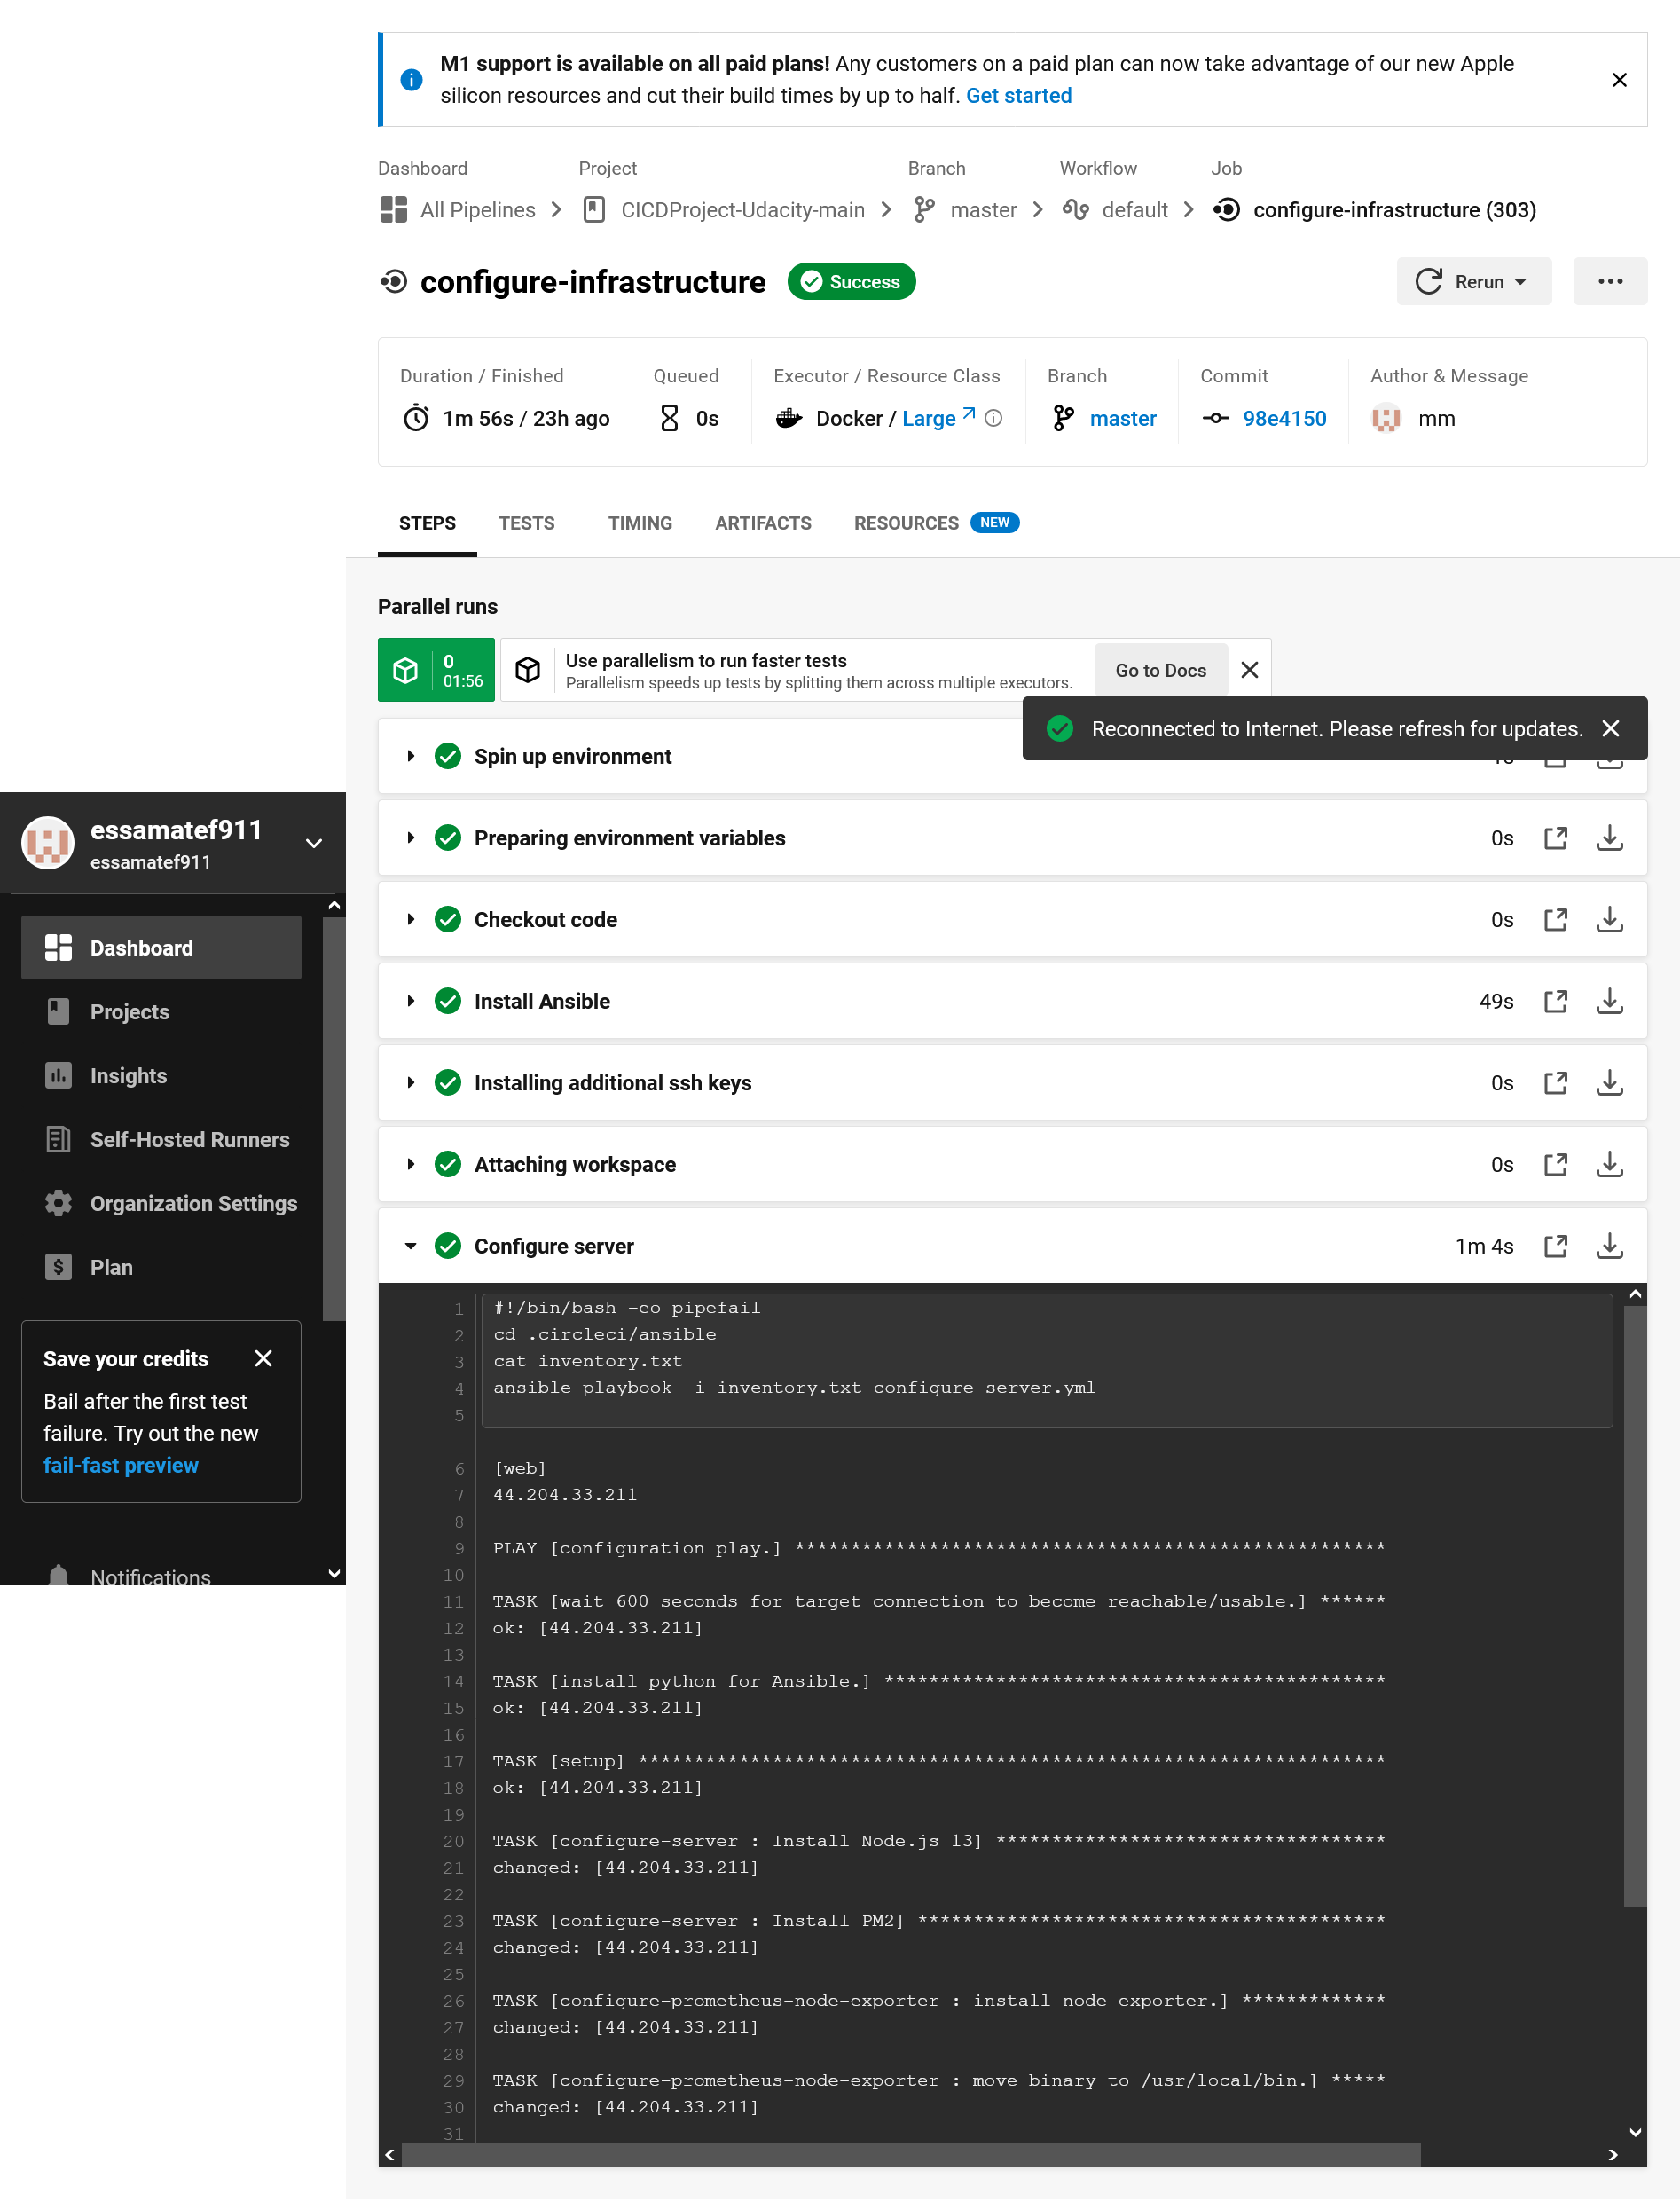 M1 support is available on all paid plans! Any customers on a paid plan can now take advantage of our new Apple
silicon resources and cut their build times by up to half. Get started
Dashboard Project Branch Workflow Job
All Pipelines CICDProject-Udacity-main master default configure-infrastructure (303)
configure-infrastructure Success Rerun
Duration / Finished Queued Executor / Resource Class Branch Commit Author & Message
1m 56s / 23h ago 0s Docker / Large master 98e4150 mm
STEPS TESTS TIMING ARTIFACTS RESOURCES NEW
Parallel runs
0
01:56
Use parallelism to run faster tests
Parallelism speeds up tests by splitting them across multiple executors.
Go to Docs
Reconnected to Internet. Please refresh for updates.
Spin up environment
Preparing environment variables 0s
Checkout code 0s
Install Ansible 49s
Installing additional ssh keys 0s
Attaching workspace 0s
Configure server 1m 4s
essamatef911
essamatef911
Dashboard
Projects
Insights
Self-Hosted Runners
Organization Settings
Plan
Save your credits
Bail after the first test
failure. Try out the new
fail-fast preview
Notifications
1 #!/bin/bash -eo pipefail
2 cd .circleci/ansible
3 cat inventory.txt
4 ansible-playbook -i inventory.txt configure-server.yml
5
6 [web]
7 44.204.33.211
8
9 PLAY [configuration play.] *****************************************************
10
11 TASK [wait 600 seconds for target connection to become reachable/usable.] ******
12 ok: [44.204.33.211]
13
14 TASK [install python for Ansible.] *********************************************
15 ok: [44.204.33.211]
16
17 TASK [setup] *******************************************************************
18 ok: [44.204.33.211]
19
20 TASK [configure-server : Install Node.js 13] ***********************************
21 changed: [44.204.33.211]
22
23 TASK [configure-server : Install PM2] ******************************************
24 changed: [44.204.33.211]
25
26 TASK [configure-prometheus-node-exporter : install node exporter.] *************
27 changed: [44.204.33.211]
28
29 TASK [configure-prometheus-node-exporter : move binary to /usr/local/bin.] *****
30 changed: [44.204.33.211]
31